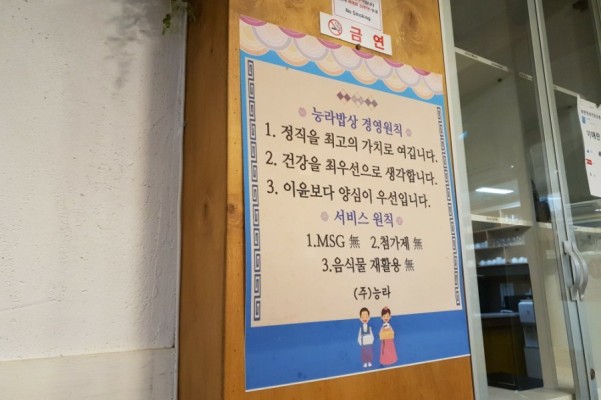 No Smoking
금연
능라밥상 경영원칙
1. 정직을 최고의 가치로 여깁니다.
2. 건강을 최우선으로 생각합니다.
3. 이윤보다 양심이 우선입니다.
서비스 원칙
1.MSG 無 2.첨가제 無
3.음식물 재활용 無
(주)능라